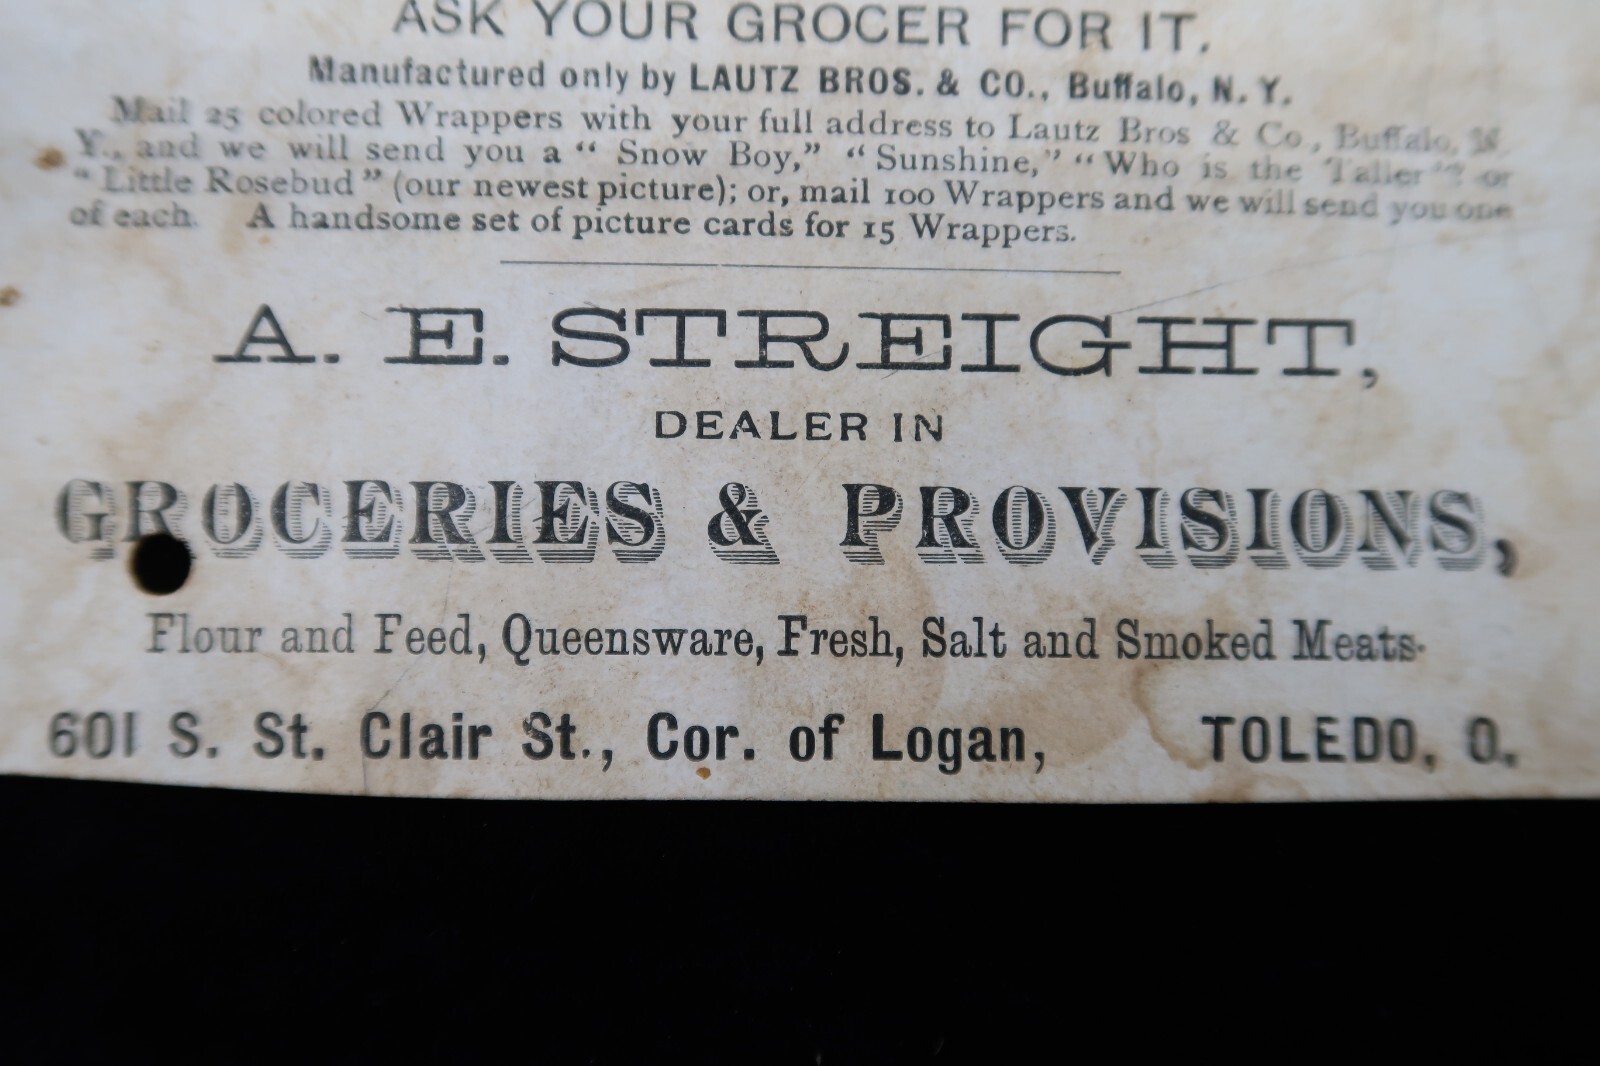 ASK YOUR GROCER FOR IT.
Manufactured only by LAUTZ BROS. & CO., Buffalo, N. Y.
Mail 25 colored Wrappers with your full address to Lautz Bros & Co., Buffalo, N.
Y., and we will send you a " Snow Boy," "Sunshine," "Who is the Taller"? or
"Little Rosebud" (our newest picture); or, mail 100 Wrappers and we will send you one
of each. A handsome set of picture cards for 15 Wrappers.
A. E. STREIGHT,
DEALER IN
GROCERIES & PROVISIONS,
Flour and Feed, Queensware, Fresh, Salt and Smoked Meats.
601 S. St. Clair St., Cor. of Logan, TOLEDO, O.